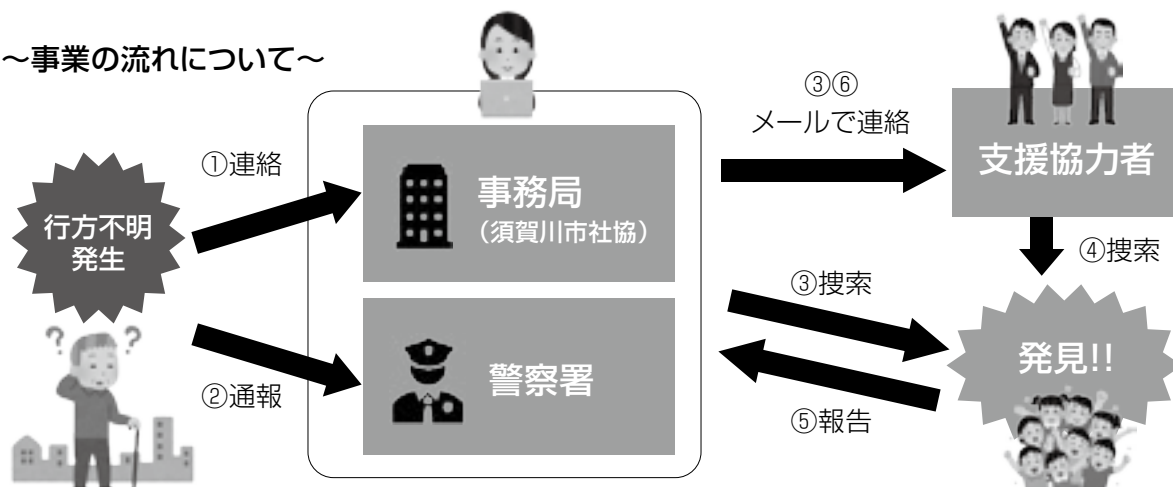 ～事業の流れについて～
行方不明
発生
①連絡
②通報
事務局
（須賀川市社協）
警察署
③⑥
メールで連絡
支援協力者
④捜索
③捜索
⑤報告
発見!!
? ?